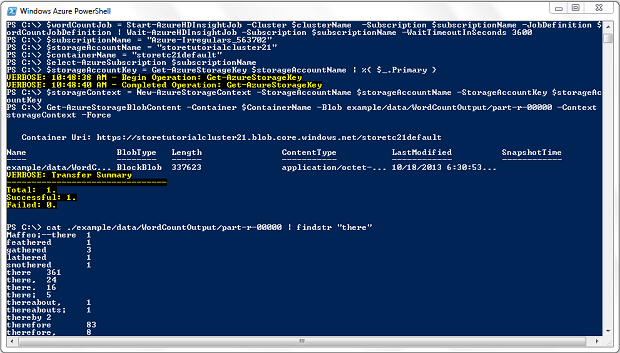 Windows Azure PowerShell
PS C:\> $wordCountJob = Start-AzureHDInsightJob -Cluster $clusterName -Subscription $subscriptionName -JobDefinition $w
ordCountJobDefinition | Wait-AzureHDInsightJob -Subscription $subscriptionName -WaitTimeoutInSeconds 3600
PS C:\> $subscriptionName = "Azure-Irregulars_563702"
PS C:\> $storageAccountName = "storetutorialcluster21"
PS C:\> $containerName = "storetc21default"
PS C:\> Select-AzureSubscription $subscriptionName
PS C:\> $storageAccountKey = Get-AzureStorageKey $storageAccountName | %{ $_.Primary }
VERBOSE: 10:48:38 AM - Begin Operation: Get-AzureStorageKey
VERBOSE: 10:48:40 AM - Completed Operation: Get-AzureStorageKey
PS C:\> $storageContext = New-AzureStorageContext -StorageAccountName $storageAccountName -StorageAccountKey $storageAcc
ountKey
PS C:\> Get-AzureStorageBlobContent -Container $ContainerName -Blob example/data/WordCountOutput/part-r-00000 -Context $
storageContext -Force
Container Uri: https://storetutorialcluster21.blob.core.windows.net/storetc21default
Name BlobType Length ContentType LastModified SnapshotTime
---- -------- ------ ----------- ------------ ------------
example/data/WordC... BlockBlob 337623 application/octet-... 10/18/2013 6:30:53...
VERBOSE: Transfer Summary
--------------------------------
Total: 1.
Successful: 1.
Failed: 0.
PS C:\> cat ./example/data/WordCountOutput/part-r-00000 | findstr "there"
Maffeo;--there 1
feathered 1
gathered 3
lathered 1
smothered 1
there 361
there, 24
there. 16
there; 5
thereabout, 1
thereabouts; 1
thereby 2
therefore 83
therefore, 8